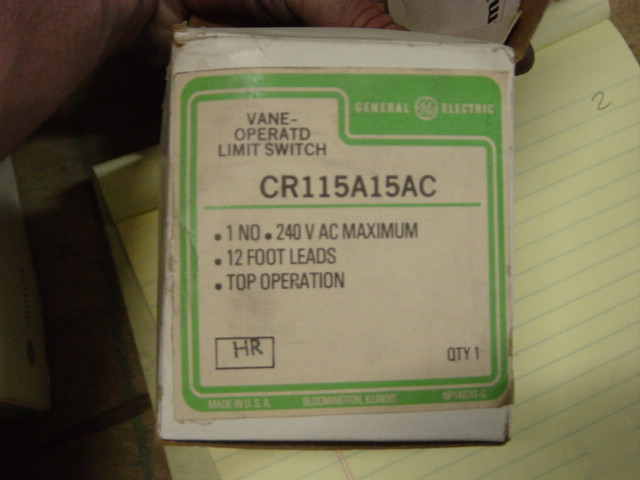 GENERAL GE ELECTRIC
VANE-
OPERATD
LIMIT SWITCH
CR115A15AC
• 1 NO • 240 V AC MAXIMUM
• 12 FOOT LEADS
• TOP OPERATION
HR
QTY 1
MADE IN U.S.A. BLOOMINGTON, ILLINOIS
2